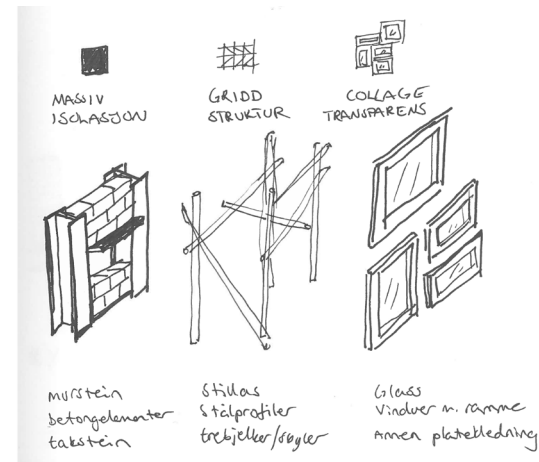 MASSIV
ISOLASJON
GRIDD
STRUKTUR
COLLAGE
TRANSPARENS
murstein
betongelementer
takstein
Stillas
Stålprofiler
trebjelker/søyler
Glass
Vinduer m. ramme
Annen platekledning